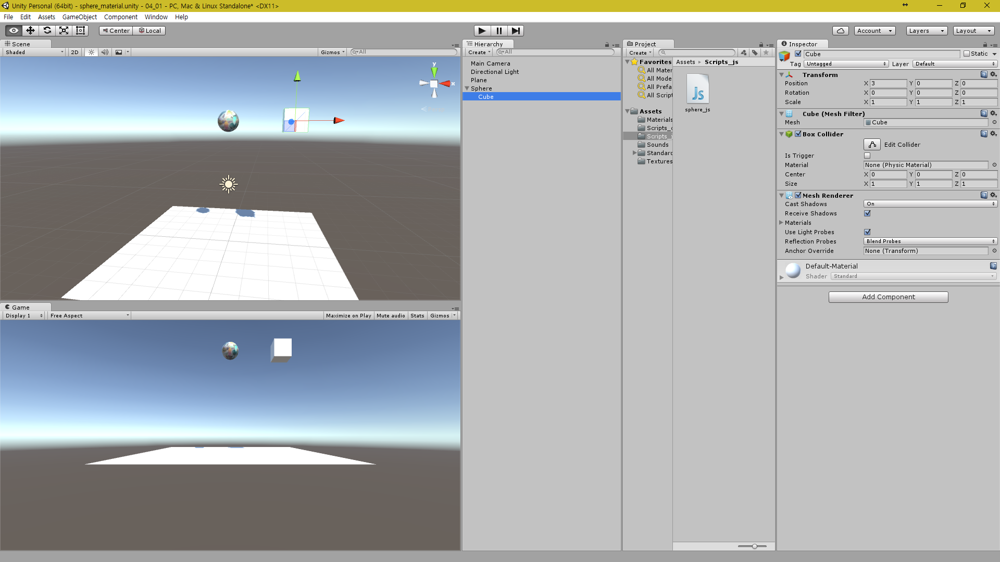 Unity Personal (64bit) - sphere_material.unity - 04_01 - PC, Mac & Linux Standalone* <DX11>
File Edit Assets GameObject Component Window Help
Center Local
Account Layers Layout
Scene
Shaded 2D Gizmos All
y
x
Game
Display 1 Free Aspect Maximize on Play Mute audio Stats Gizmos
Hierarchy
Create All
Main Camera
Directional Light
Plane
Sphere
Cube
Project
Create
Favorites
All Mater
All Mode
All Prefa
All Script
Assets
Materials
Scripts_c
Scripts_j
Sounds
Standard
Textures
Assets Scripts_js
Js
sphere_js
Inspector
Cube Static
Tag Untagged Layer Default
Transform
Position X 3 Y 0 Z 0
Rotation X 0 Y 0 Z 0
Scale X 1 Y 1 Z 1
Cube (Mesh Filter)
Mesh Cube
Box Collider
Edit Collider
Is Trigger
Material None (Physic Material)
Center X 0 Y 0 Z 0
Size X 1 Y 1 Z 1
Mesh Renderer
Cast Shadows On
Receive Shadows
Materials
Use Light Probes
Reflection Probes Blend Probes
Anchor Override None (Transform)
Default-Material
Shader Standard
Add Component